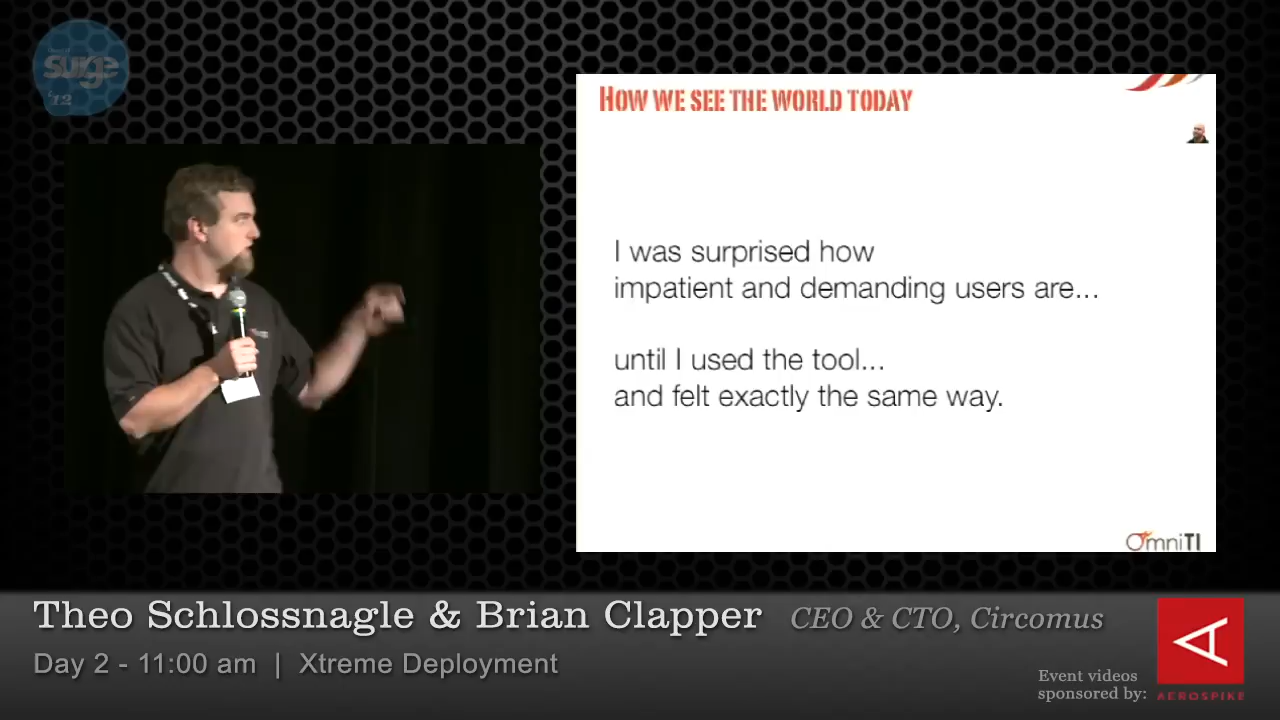 surge
'12
HOW WE SEE THE WORLD TODAY
I was surprised how
impatient and demanding users are...
until I used the tool...
and felt exactly the same way.
OmniTI
Theo Schlossnagle & Brian Clapper CEO & CTO, Circomus
Day 2 - 11:00 am | Xtreme Deployment
Event videos
sponsored by:
AEROSPIKE